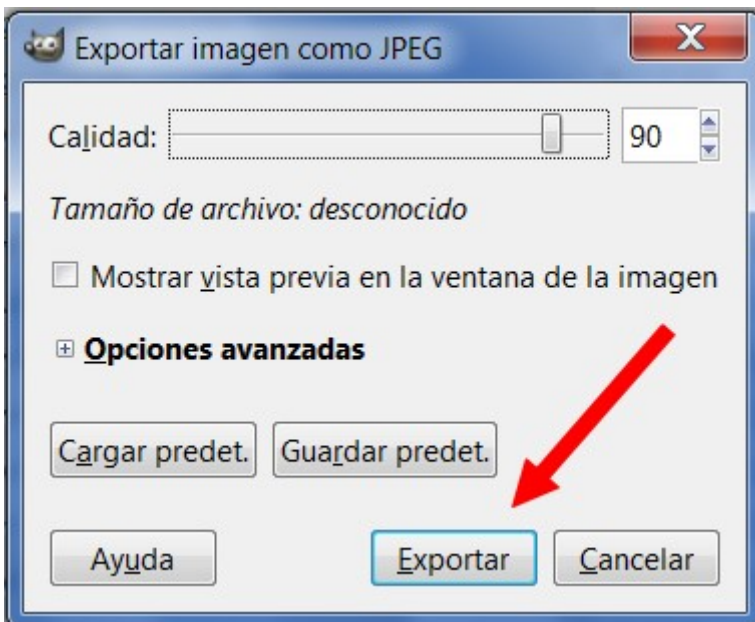 Exportar imagen como JPEG
Calidad: 90
Tamaño de archivo: desconocido
Mostrar vista previa en la ventana de la imagen
Opciones avanzadas
Cargar predet. Guardar predet.
Ayuda Exportar Cancelar